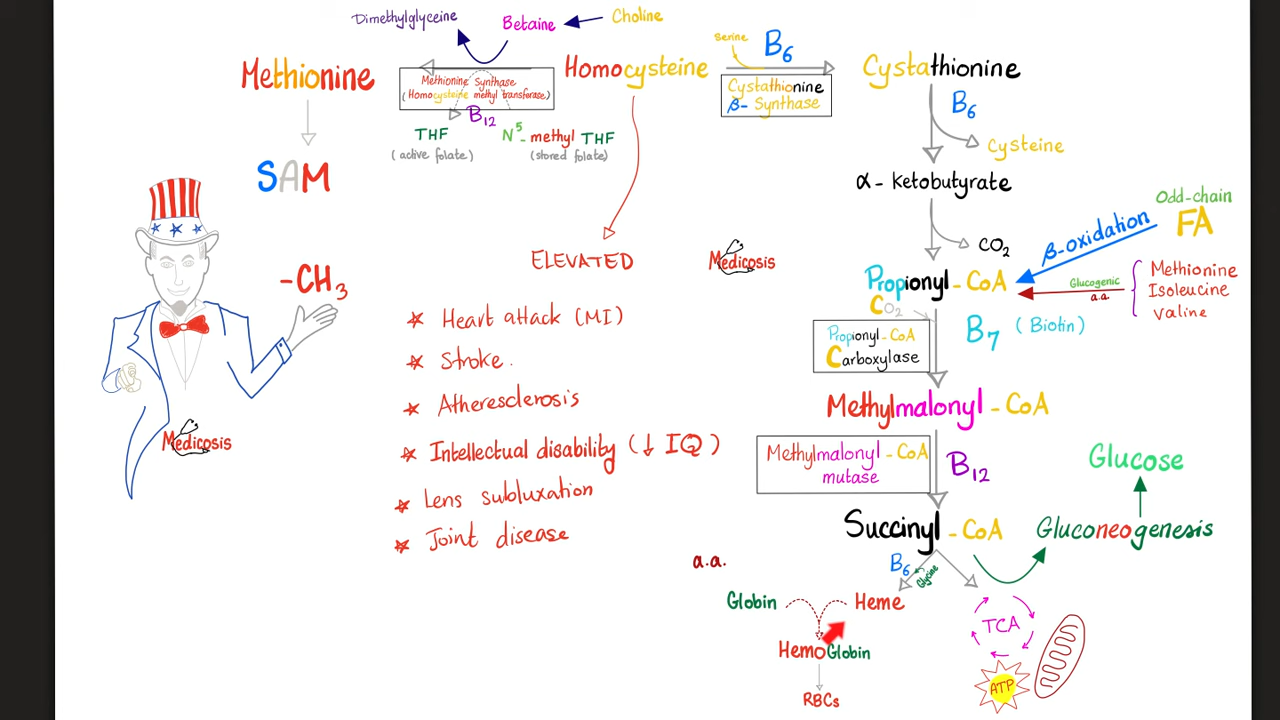 Dimethylglyceine
Betaine
Choline
Methionine
Methionine Synthase
(Homocysteine methyl transferase)
B12
THF
(active folate)
N5-methyl THF
(stored folate)
Homocysteine
Serine
B6
Cystathionine
β- Synthase
Cystathionine
B6
Cysteine
α- Ketobutyrate
CO2
SAM
-CH3
Medicosis
ELEVATED
Heart attack (MI)
Stroke.
Atheresclerosis
Intellectual disability (↓ IQ)
Lens subluxation
Joint disease
Medicosis
Odd-chain
FA
β-oxidation
Propionyl-CoA
Glucogenic
a.a.
Methionine
Isoleucine
Valine
CO2
Propionyl-CoA
Carboxylase
B7 (Biotin)
Methylmalonyl-CoA
Methylmalonyl-CoA
mutase
B12
Succinyl-CoA
Gluconeogenesis
Glucose
B6
Glycine
a.a.
Globin
Heme
HemoGlobin
RBCs
TCA
ATP